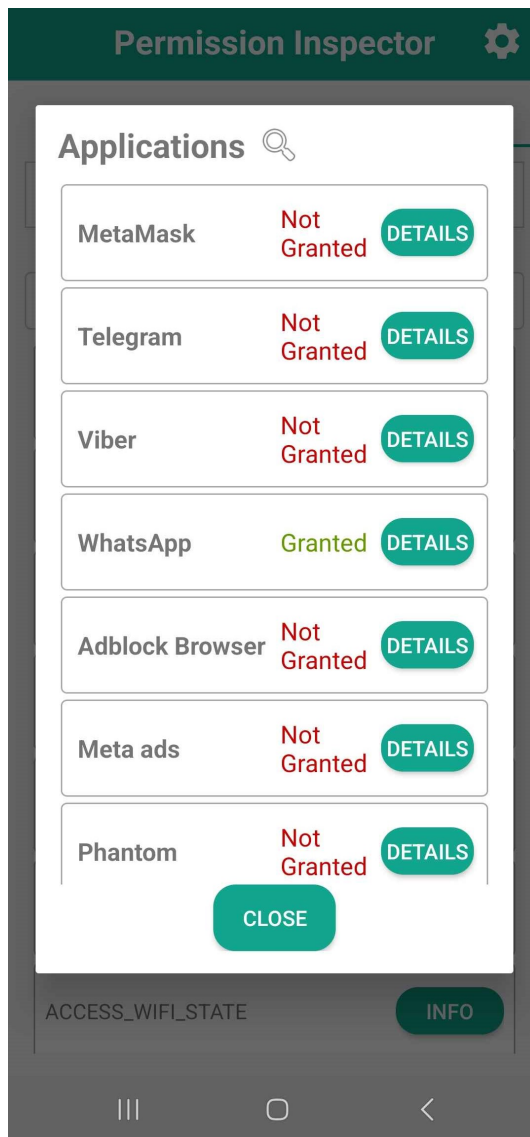 Permission Inspector
Applications
MetaMask
Not
Granted
DETAILS
Telegram
Not
Granted
DETAILS
Viber
Not
Granted
DETAILS
WhatsApp
Granted
DETAILS
Adblock Browser
Not
Granted
DETAILS
Meta ads
Not
Granted
DETAILS
Phantom
Not
Granted
DETAILS
CLOSE
ACCESS_WIFI_STATE
INFO